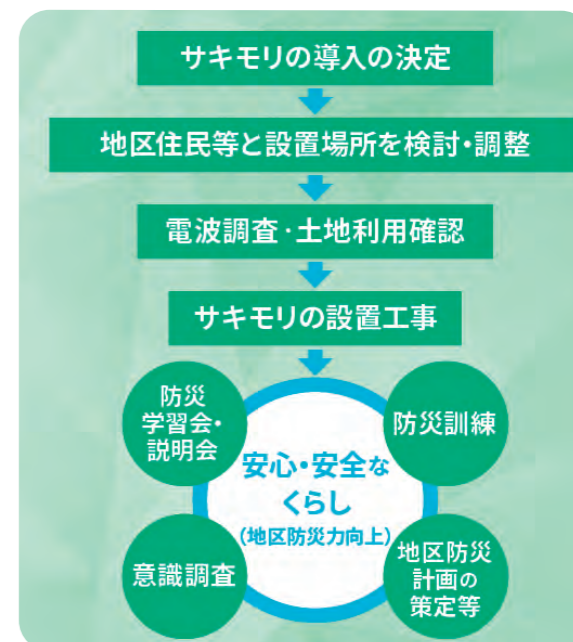 サキモリの導入の決定
地区住民等と設置場所を検討・調整
電波調査・土地利用確認
サキモリの設置工事
防災
学習会・
説明会
防災訓練
安心・安全な
くらし
(地区防災力向上)
意識調査
地区防災
計画の
策定等